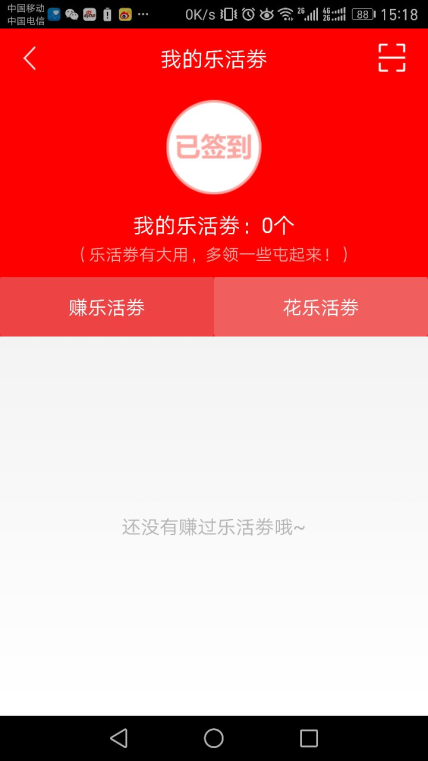 中国移动
中国电信
0K/s
2G
4G
2G
88
15:18
我的乐活券
已签到
我的乐活券：0个
（乐活券有大用，多领一些屯起来！）
赚乐活券
花乐活券
还没有赚过乐活券哦~